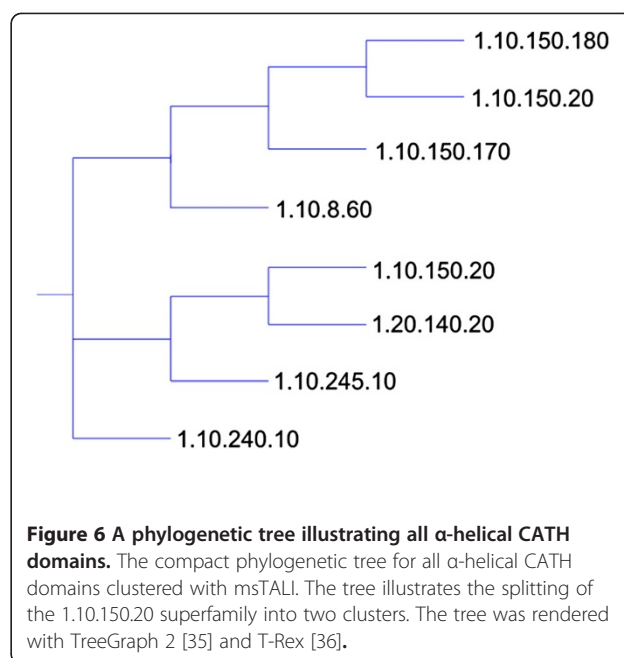 1.10.150.180
1.10.150.20
1.10.150.170
1.10.8.60
1.10.150.20
1.20.140.20
1.10.245.10
1.10.240.10
Figure 6 A phylogenetic tree illustrating all α-helical CATH
domains. The compact phylogenetic tree for all α-helical CATH
domains clustered with msTALI. The tree illustrates the splitting of
the 1.10.150.20 superfamily into two clusters. The tree was rendered
with TreeGraph 2 [35] and T-Rex [36].